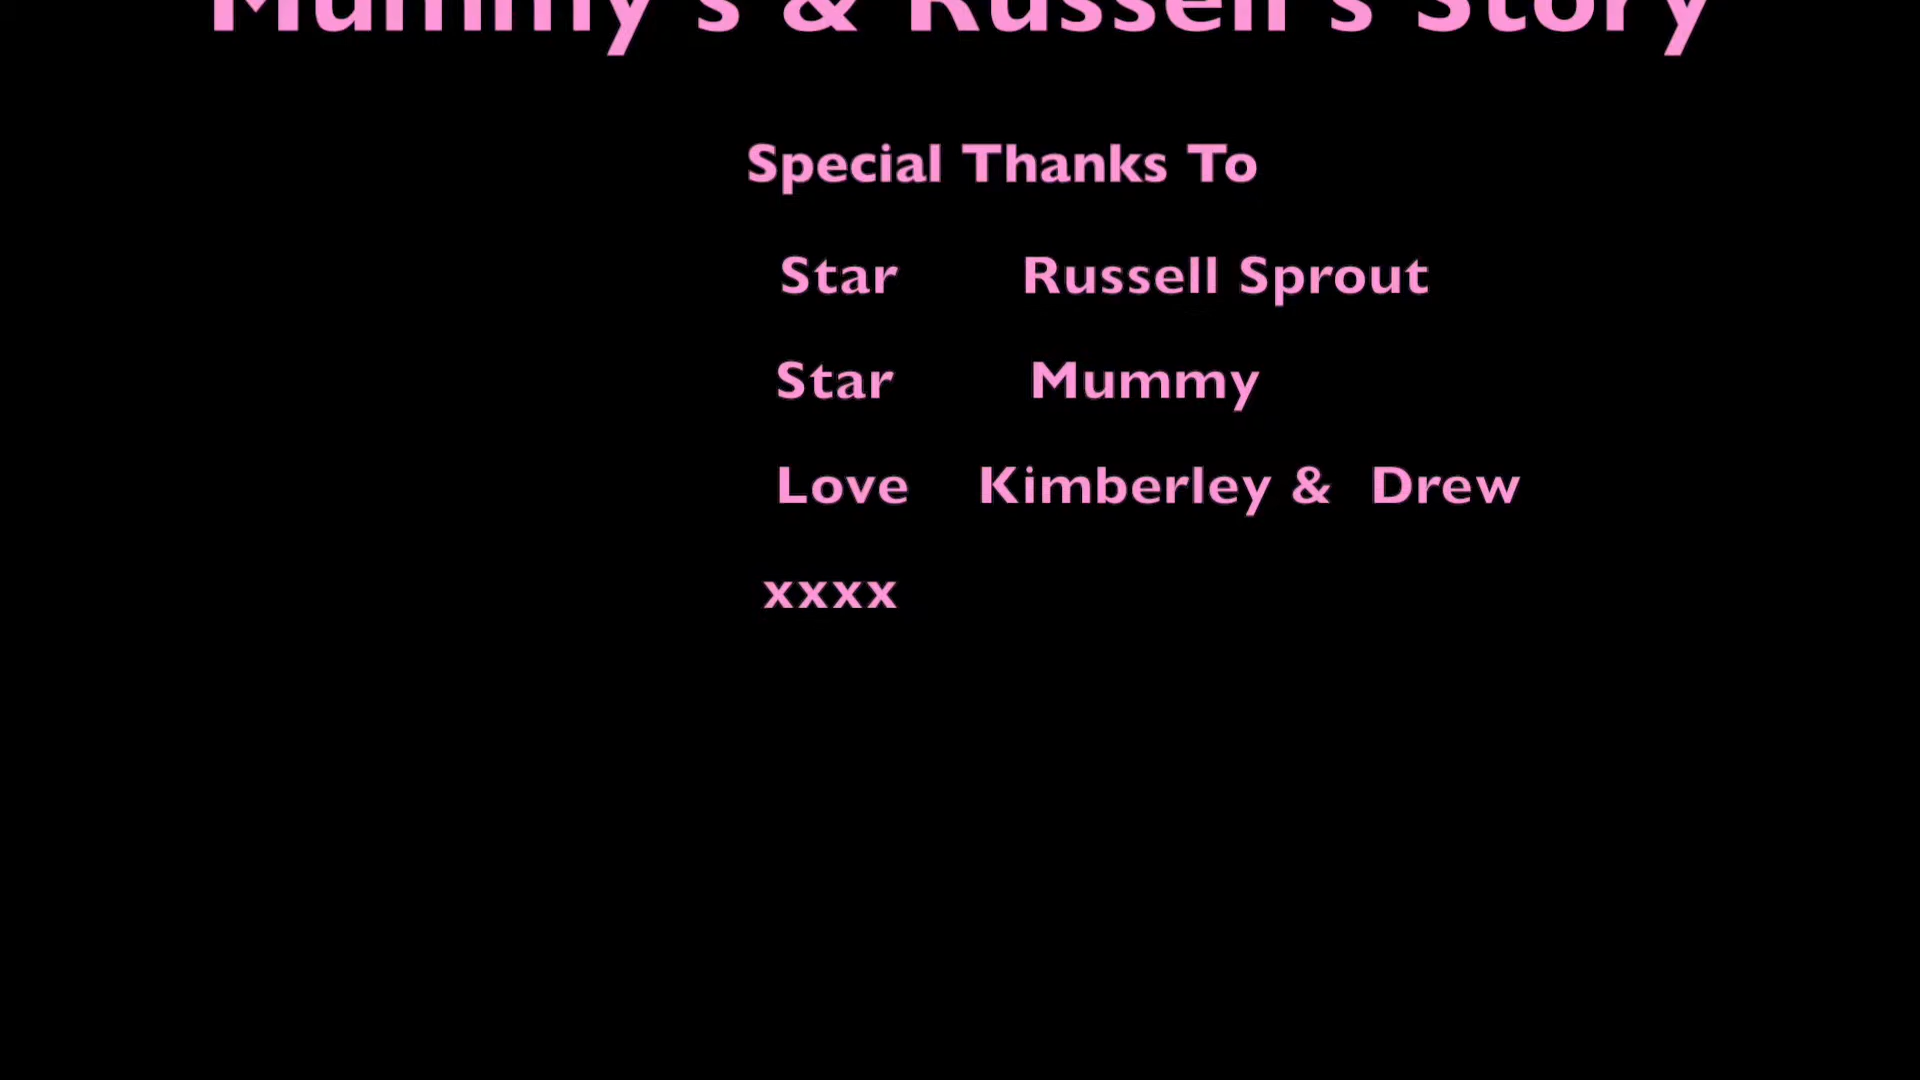 Mummy's & Russell's Story
Special Thanks To
Star Russell Sprout
Star Mummy
Love Kimberley & Drew
xxxx